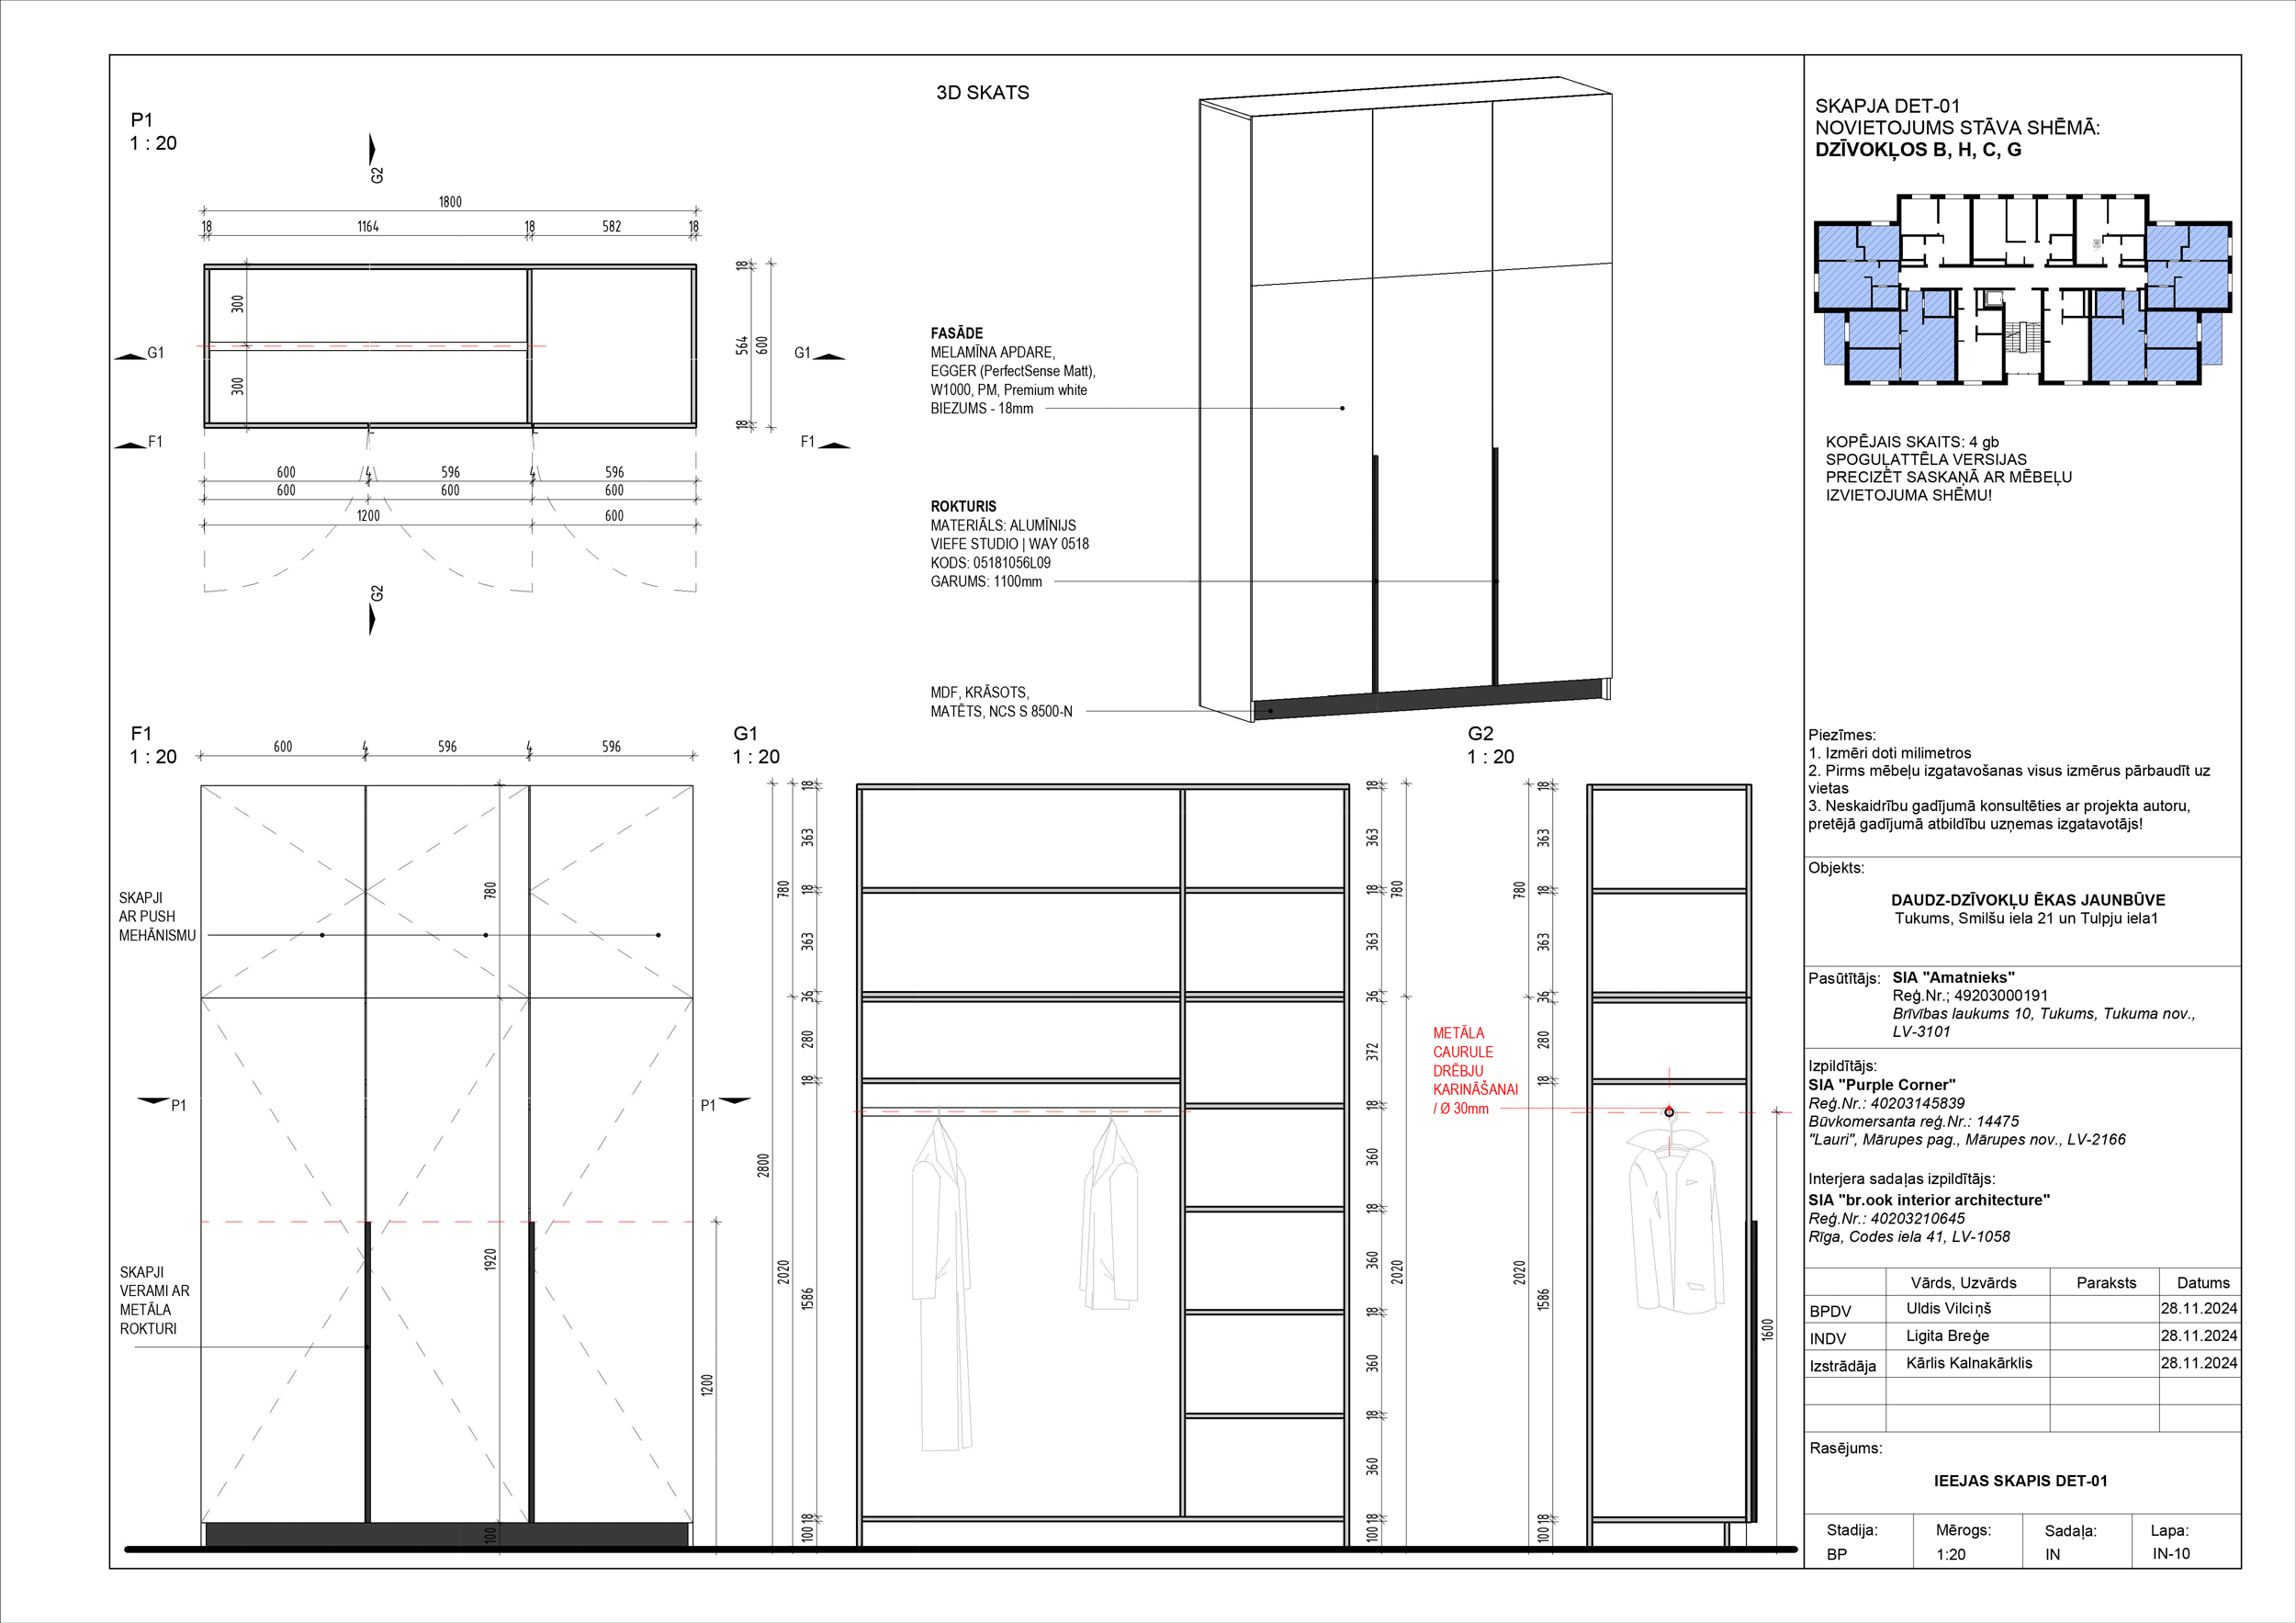 3D SKATS
P1
1 : 20
G2
1800
18
1164
18
582
18
300
300
18
564
18
600
G1
G1
F1
F1
600
4
596
4
596
600
600
600
1200
600
G2
FASĀDE
MELAMĪNA APDARE,
EGGER (PerfectSense Matt),
W1000, PM, Premium white
BIEZUMS - 18mm
ROKTURIS
MATERIĀLS: ALUMĪNIJS
VIEFE STUDIO | WAY 0518
KODS: 05181056L09
GARUMS: 1100mm
MDF, KRĀSOTS,
MATĒTS, NCS S 8500-N
F1
1 : 20
600
4
596
4
596
780
SKAPJI
AR PUSH
MEHĀNISMU
P1
P1
SKAPJI
VERAMI AR
METĀLA
ROKTURI
1920
1200
100
G1
1 : 20
2800
780
2020
18
363
18
363
36
280
18
1586
18
100
18
363
18
363
36
372
18
360
18
360
18
360
18
360
18
100
780
2020
G2
1 : 20
780
2020
18
363
18
363
36
280
18
1586
18
100
METĀLA
CAURULE
DRĒBJU
KARINĀŠANAI
/ Ø 30mm
1600
SKAPJA DET-01
NOVIETOJUMS STĀVA SHĒMĀ:
DZĪVOKĻOS B, H, C, G
KOPĒJAIS SKAITS: 4 gb
SPOGUĻATTĒLA VERSIJAS
PRECIZĒT SASKAŅĀ AR MĒBEĻU
IZVIETOJUMA SHĒMU!
Piezīmes:
1. Izmēri doti milimetros
2. Pirms mēbeļu izgatavošanas visus izmērus pārbaudīt uz
vietas
3. Neskaidrību gadījumā konsultēties ar projekta autoru,
pretējā gadījumā atbildību uzņemas izgatavotājs!
Objekts:
DAUDZ-DZĪVOKĻU ĒKAS JAUNBŪVE
Tukums, Smilšu iela 21 un Tulpju iela1
Pasūtītājs: SIA "Amatnieks"
Reģ.Nr.; 49203000191
Brīvības laukums 10, Tukums, Tukuma nov.,
LV-3101
Izpildītājs:
SIA "Purple Corner"
Reģ.Nr.: 40203145839
Būvkomersanta reģ.Nr.: 14475
"Lauri", Mārupes pag., Mārupes nov., LV-2166
Interjera sadaļas izpildītājs:
SIA "br.ook interior architecture"
Reģ.Nr.: 40203210645
Rīga, Codes iela 41, LV-1058
Vārds, Uzvārds Paraksts Datums
BPDV Uldis Vilciņš 28.11.2024
INDV Ligita Breģe 28.11.2024
Izstrādāja Kārlis Kalnakārklis 28.11.2024
Rasējums:
IEEJAS SKAPIS DET-01
Stadija: Mērogs: Sadaļa: Lapa:
BP 1:20 IN IN-10